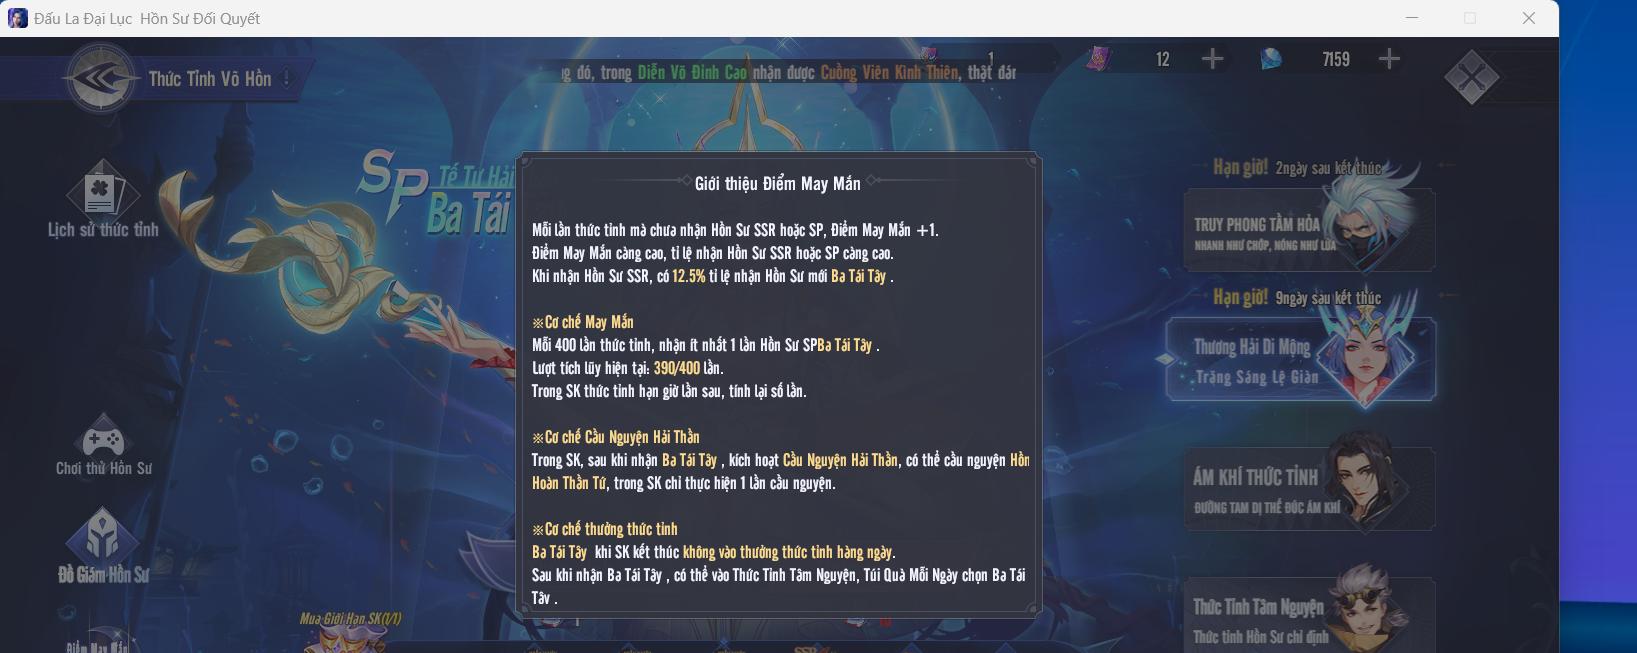 Đấu La Đại Lục Hồn Sư Đối Quyết
Thức Tỉnh Võ Hồn
1
12
7159
đó, trong Diễn Võ Đỉnh Cao nhận được Cuồng Viên Kình Thiên, thật
Lịch sử thức tỉnh
SP
Tế Tư Hải
Ba Tái
Chơi thử Hồn Sư
Đồ Giám Hồn Sư
Điểm May Mắn
Mua Giới Hạn SK(1/1)
Giới thiệu Điểm May Mắn
Mỗi lần thức tỉnh mà chưa nhận Hồn Sư SSR hoặc SP, Điểm May Mắn +1.
Điểm May Mắn càng cao, tỉ lệ nhận Hồn Sư SSR hoặc SP càng cao.
Khi nhận Hồn Sư SSR, có 12.5% tỉ lệ nhận Hồn Sư mới Ba Tái Tây .
※Cơ chế May Mắn
Mỗi 400 lần thức tỉnh, nhận ít nhất 1 lần Hồn Sư SPBa Tái Tây .
Lượt tích lũy hiện tại: 390/400 lần.
Trong SK thức tỉnh hạn giờ lần sau, tính lại số lần.
※Cơ chế Cầu Nguyện Hải Thần
Trong SK, sau khi nhận Ba Tái Tây , kích hoạt Cầu Nguyện Hải Thần, có thể cầu nguyện Hồn
Hoàn Thần Tứ, trong SK chỉ thực hiện 1 lần cầu nguyện.
※Cơ chế thưởng thức tỉnh
Ba Tái Tây khi SK kết thúc không vào thưởng thức tỉnh hàng ngày.
Sau khi nhận Ba Tái Tây , có thể vào Thức Tỉnh Tâm Nguyện, Túi Quà Mỗi Ngày chọn Ba Tái
Tây .
1
10
SSR
Hạn giờ! 2ngày sau kết thúc
TRUY PHONG TẦM HỎA
NHANH NHƯ CHỚP, NÓNG NHƯ LỬA
Hạn giờ! 9ngày sau kết thúc
Thương Hải Di Mộng
Trăng Sáng Lệ Giàn
ÁM KHÍ THỨC TỈNH
ĐƯỜNG TAM DỊ THẾ ĐÚC ÁM KHÍ
Thức Tỉnh Tâm Nguyện
Thức tỉnh Hồn Sư chỉ định